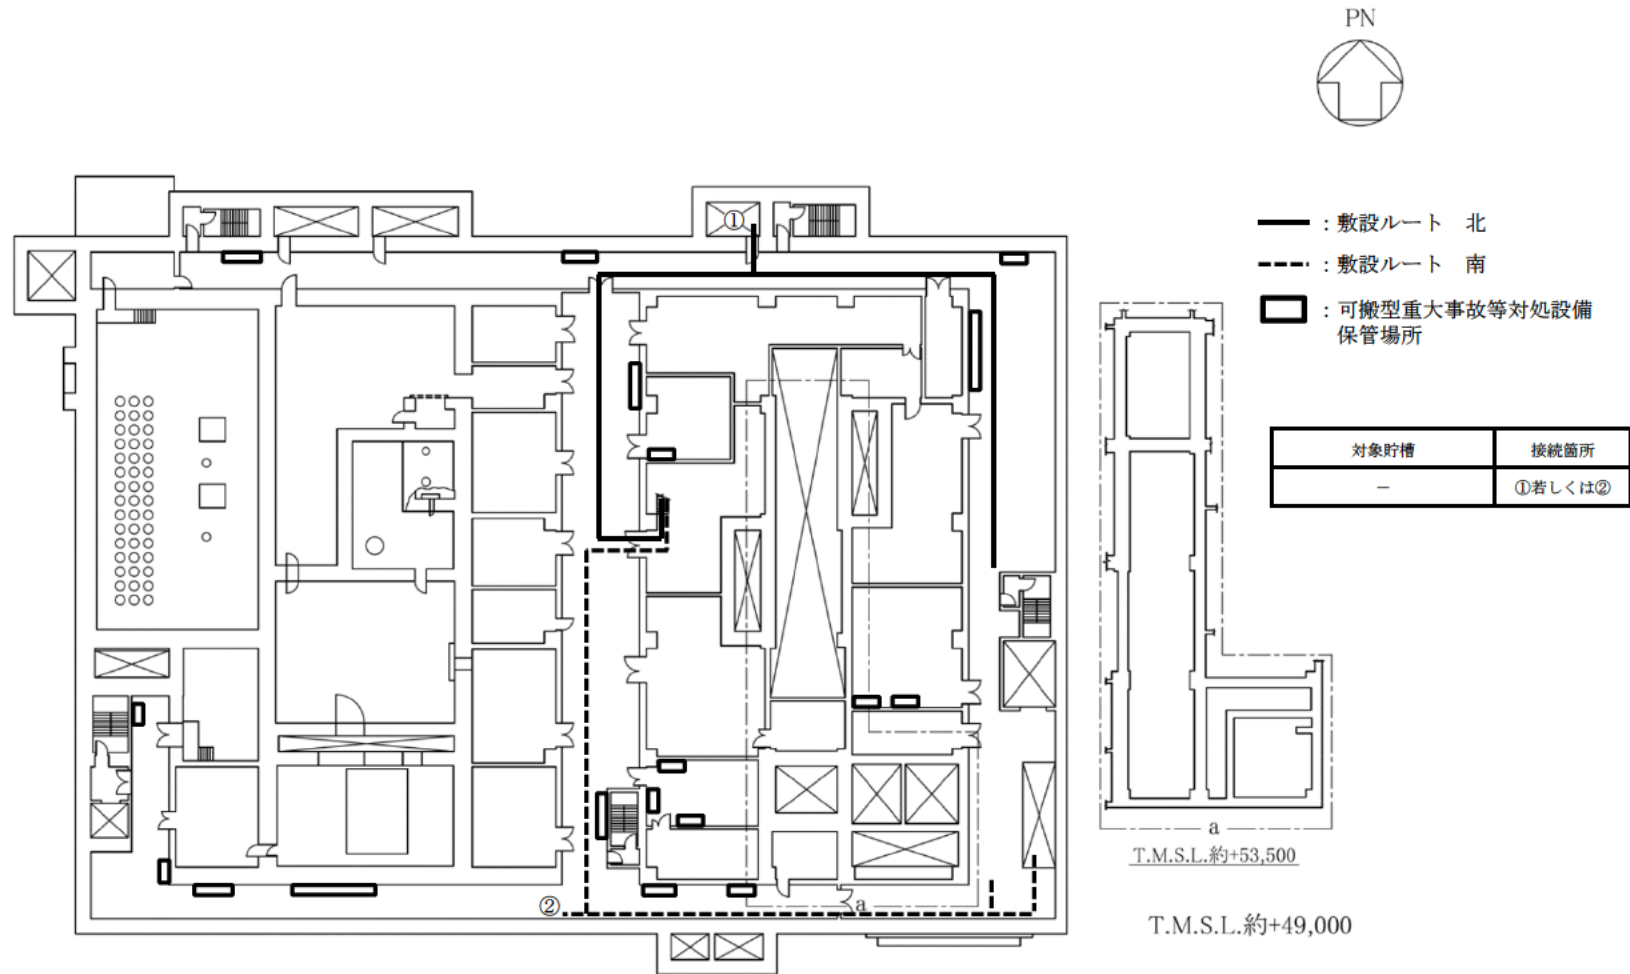 PN
：敷設ルート　北
：敷設ルート　南
：可搬型重大事故等対処設備
保管場所
対象貯槽 接続箇所
－ ①若しくは②
①
②
a
a
T.M.S.L.約+53,500
T.M.S.L.約+49,000